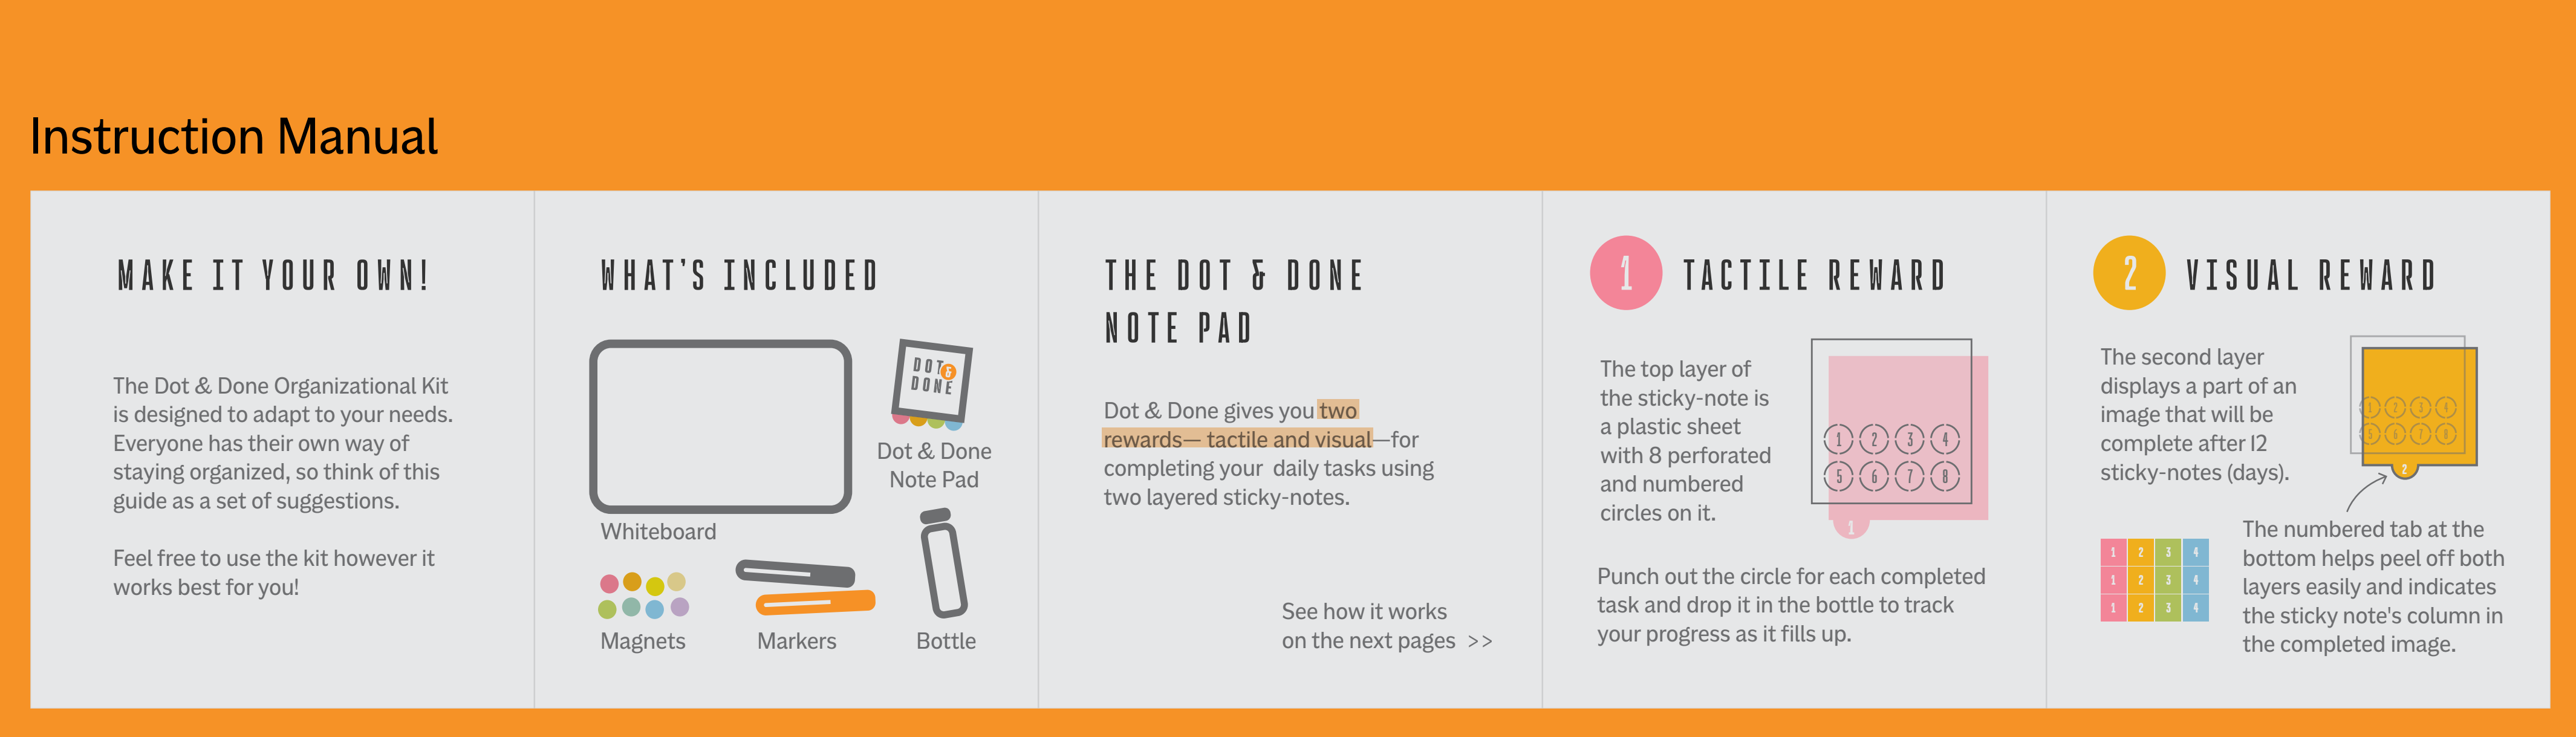 Instruction Manual
MAKE IT YOUR OWN!
The Dot & Done Organizational Kit
is designed to adapt to your needs.
Everyone has their own way of
staying organized, so think of this
guide as a set of suggestions.
Feel free to use the kit however it
works best for you!
WHAT'S INCLUDED
DOT &
DONE
Dot & Done
Note Pad
Whiteboard
Magnets
Markers
Bottle
THE DOT & DONE
NOTE PAD
Dot & Done gives you two
rewards— tactile and visual—for
completing your  daily tasks using
two layered sticky-notes.
See how it works
on the next pages >>
1 TACTILE REWARD
The top layer of
the sticky-note is
a plastic sheet
with 8 perforated
and numbered
circles on it.
1 2 3 4
5 6 7 8
1
Punch out the circle for each completed
task and drop it in the bottle to track
your progress as it fills up.
2 VISUAL REWARD
The second layer
displays a part of an
image that will be
complete after 12
sticky-notes (days).
1 2 3 4
5 6 7 8
2
The numbered tab at the
bottom helps peel off both
layers easily and indicates
the sticky note's column in
the completed image.
1 2 3 4
1 2 3 4
1 2 3 4